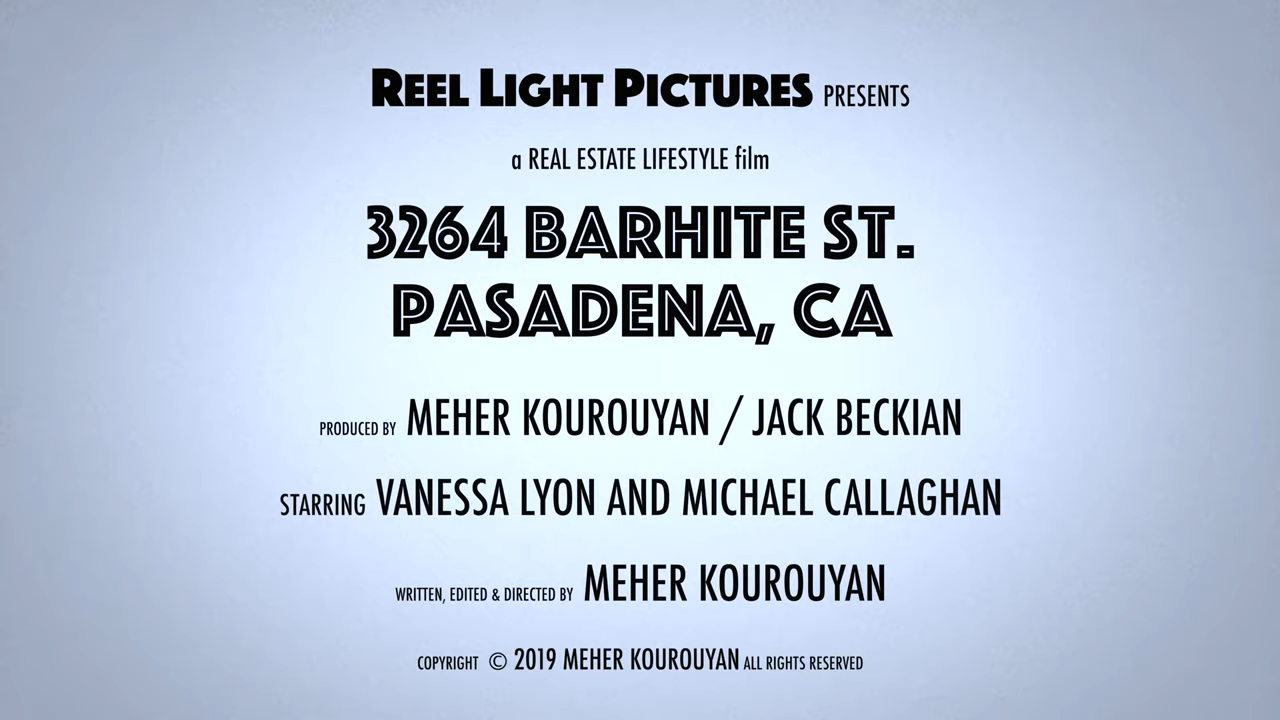 REEL LIGHT PICTURES PRESENTS
a REAL ESTATE LIFESTYLE film
3264 BARHITE ST.
PASADENA, CA
PRODUCED BY MEHER KOUROUYAN / JACK BECKIAN
STARRING VANESSA LYON AND MICHAEL CALLAGHAN
WRITTEN, EDITED & DIRECTED BY MEHER KOUROUYAN
COPYRIGHT © 2019 MEHER KOUROUYAN ALL RIGHTS RESERVED